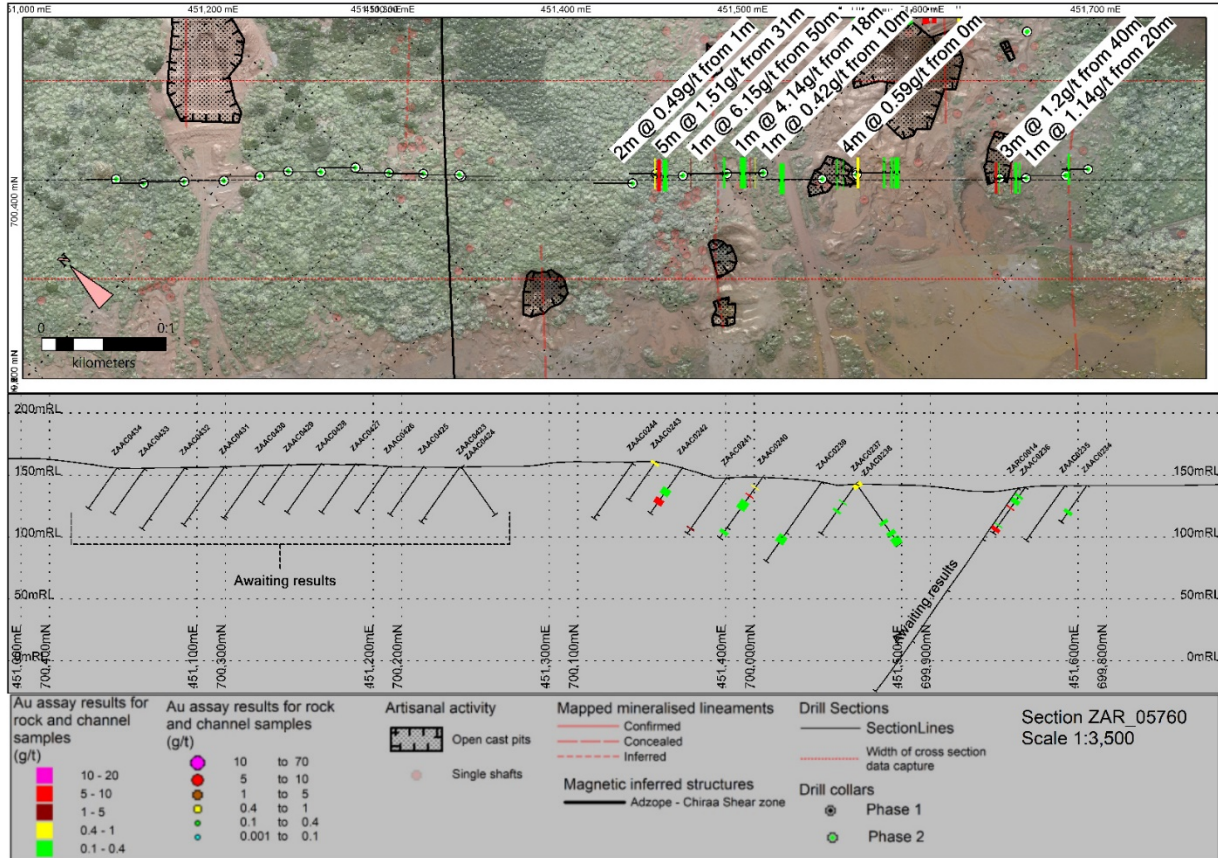 451,000 mE
451,200 mE
451,400 mE
451,600 mE
451,700 mE
2m @ 0.49g/t from 1m
5m @ 1.51g/t from 31m
1m @ 6.15g/t from 50m
1m @ 4.14g/t from 18m
1m @ 0.42g/t from 10m
4m @ 0.59g/t from 0m
3m @ 1.2g/t from 40m
1m @ 1.14g/t from 20m
700,400 mN
N
0
0.1
kilometers
200mRL
ZAAC0434
ZAAC0433
ZAAC0432
ZAAC0431
ZAAC0430
ZAAC0429
ZAAC0428
ZAAC0427
ZAAC0426
ZAAC0425
ZAAC0423
ZAAC0424
ZAAC0244
ZAAC0243
ZAAC0242
ZAAC0241
ZAAC0240
ZAAC0239
ZAAC0237
ZAAC0238
ZARC0014
ZAAC0236
ZAAC0235
ZAAC0234
150mRL
150mRL
100mRL
100mRL
Awaiting results
Awaiting results
50mRL
50mRL
0mRL
0mRL
451,000mE
700,400mN
451,100mE
700,300mN
451,200mE
700,200mN
451,300mE
700,100mN
451,400mE
700,000mN
451,500mE
699,900mN
451,600mE
699,800mN
Au assay results for
rock and channel
samples
(g/t)
10 - 20
5 - 10
1 - 5
0.4 - 1
0.1 - 0.4
Au assay results for rock
and channel samples
(g/t)
10 to 70
5 to 10
1 to 5
0.4 to 1
0.1 to 0.4
0.001 to 0.1
Artisanal activity
Open cast pits
Single shafts
Mapped mineralised lineaments
Confirmed
Concealed
Inferred
Magnetic inferred structures
Adzope - Chiraa Shear zone
Drill Sections
SectionLines
Width of cross section
data capture
Drill collars
Phase 1
Phase 2
Section ZAR_05760
Scale 1:3,500